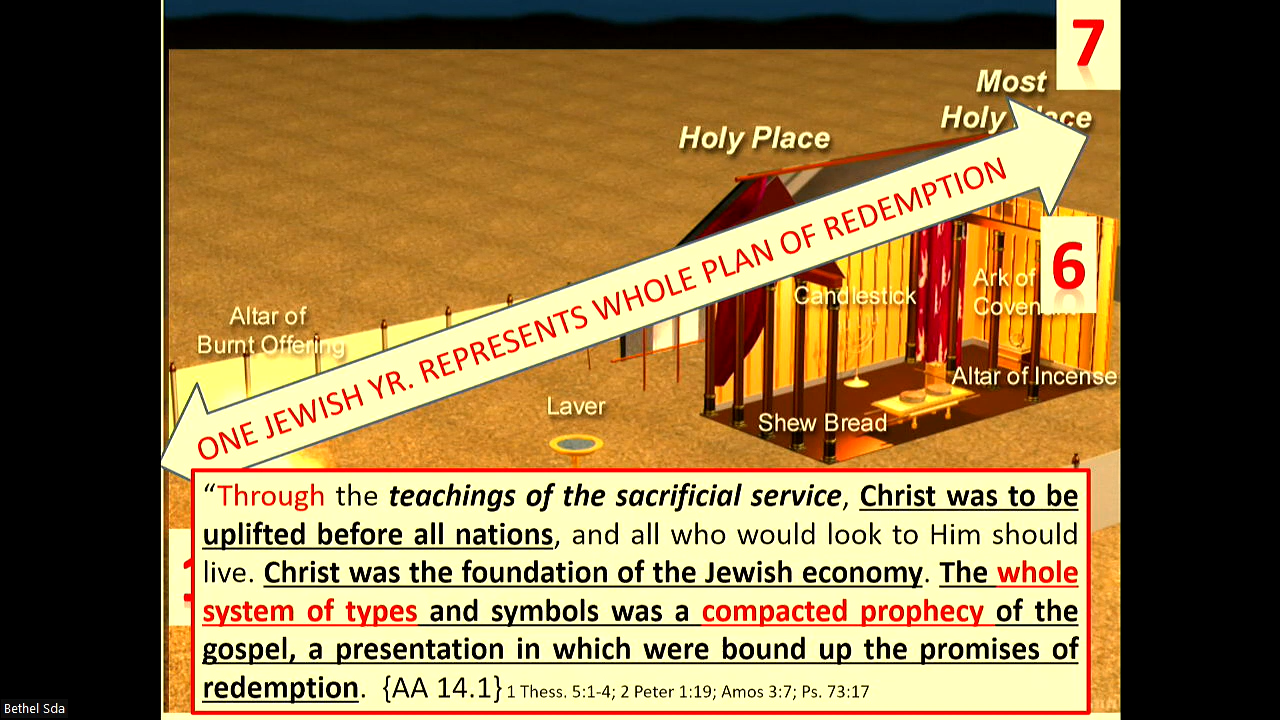 7
Most
Holy Place
Holy Place
ONE JEWISH YR. REPRESENTS WHOLE PLAN OF REDEMPTION
6
Ark of
Covenant
Candlestick
Altar of
Burnt Offering
Altar of Incense
Laver
Shew Bread
“Through the teachings of the sacrificial service, Christ was to be
uplifted before all nations, and all who would look to Him should
live. Christ was the foundation of the Jewish economy. The whole
system of types and symbols was a compacted prophecy of the
gospel, a presentation in which were bound up the promises of
redemption. {AA 14.1} 1 Thess. 5:1-4; 2 Peter 1:19; Amos 3:7; Ps. 73:17
Bethel Sda